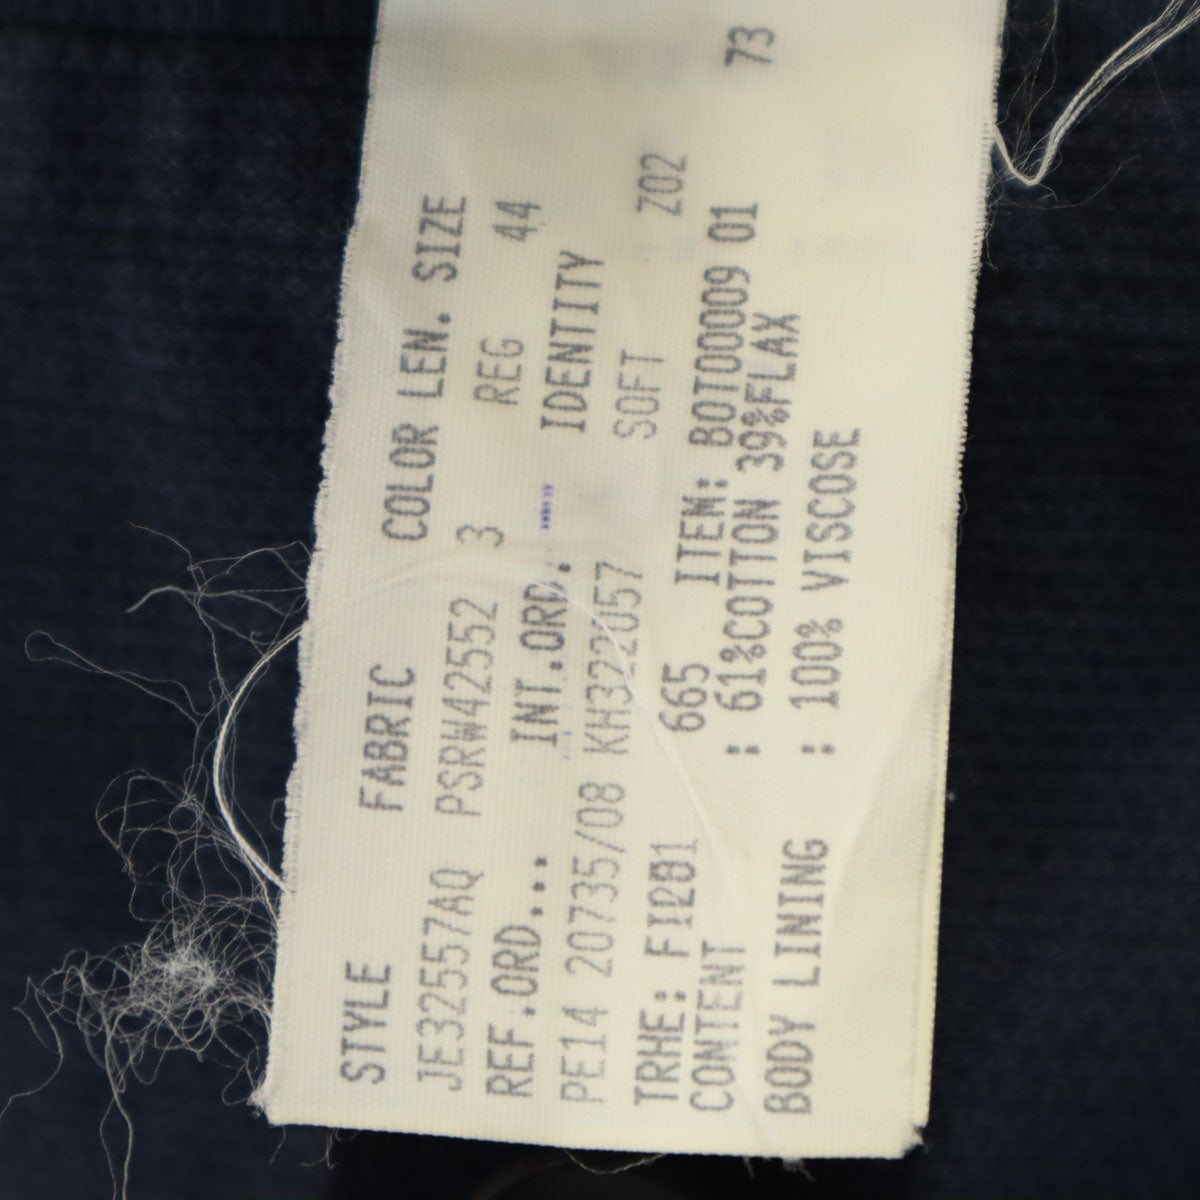 73
STYLE FABRIC COLOR LEN. SIZE
JE32557AQ PSRW42552 3 REG 44
REF.ORD... INT.ORD. IDENTITY
PE14 20735/08 KH322057 SOFT Z02
TRHE: 665 ITEM: BOT00009 01
CONTENT : 61%COTTON 39%FLAX
BODY LINING : 100% VISCOSE